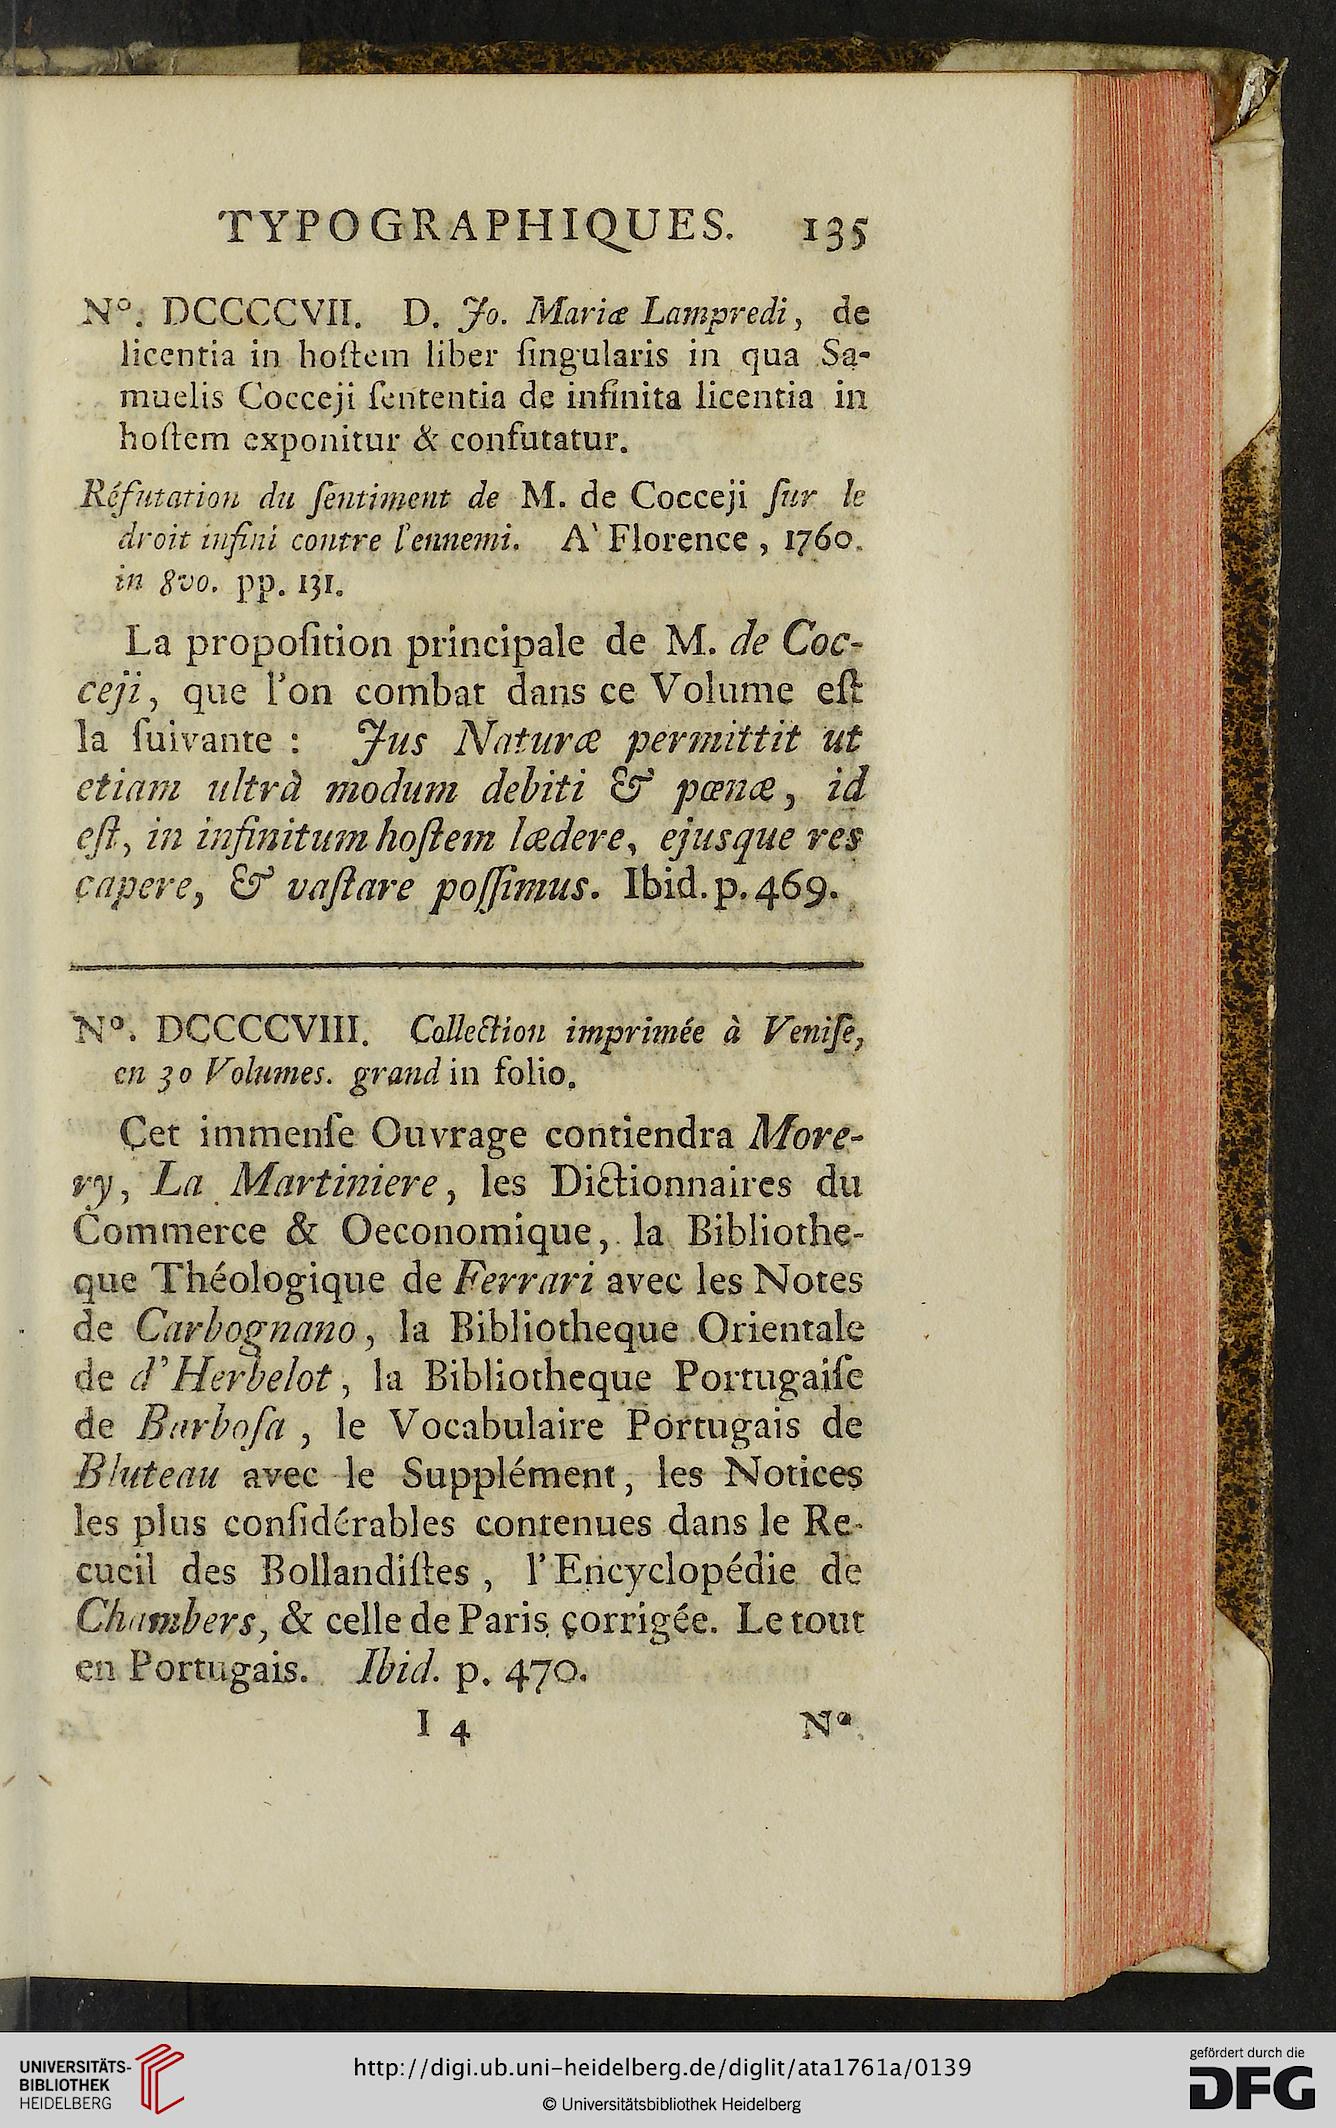 TYPOGRAPHIQUES. 135
N°. DCCCCVII. D. Jo. Mariæ Lampredi, de
licentia in hoſtem liber ſingularis in qua Sa-
muelis Cocceji ſententia de infinita licentia in
hoſtem exponitur & confutatur.
Réfutation du ſentiment de M. de Cocceji ſur le
droit infini contre l'ennemi. A' Florence, 1760.
in 8vo. pp. 131.
La propoſition principale de M. de Coc-
ceji, que l'on combat dans ce Volume eſt
la ſuivante : Jus Naturæ permittit ut
etiam ultrà modum debiti & pœnæ, id
eſt, in infinitum hoſtem lædere, ejusque res
capere, & vaſtare poſſimus. Ibid. p. 469.
N°. DCCCCVIII. Collection imprimée à Veniſe,
en 30 Volumes. grand in folio.
Cet immenſe Ouvrage contiendra More-
ry, La Martiniere, les Dictionnaires du
Commerce & Oeconomique, la Bibliothe-
que Théologique de Ferrari avec les Notes
de Carbognano, la Bibliotheque Orientale
de d'Herbelot, la Bibliotheque Portugaiſe
de Barboſa, le Vocabulaire Portugais de
Bluteau avec le Supplément, les Notices
les plus conſidérables contenues dans le Re-
cueil des Bollandiſtes, l'Encyclopédie de
Chambers, & celle de Paris corrigée. Le tout
en Portugais. Ibid. p. 470.
I 4 N°.
UNIVERSITÄTS-
BIBLIOTHEK
HEIDELBERG
http://digi.ub.uni-heidelberg.de/diglit/ata1761a/0139
© Universitätsbibliothek Heidelberg
gefördert durch die
DFG